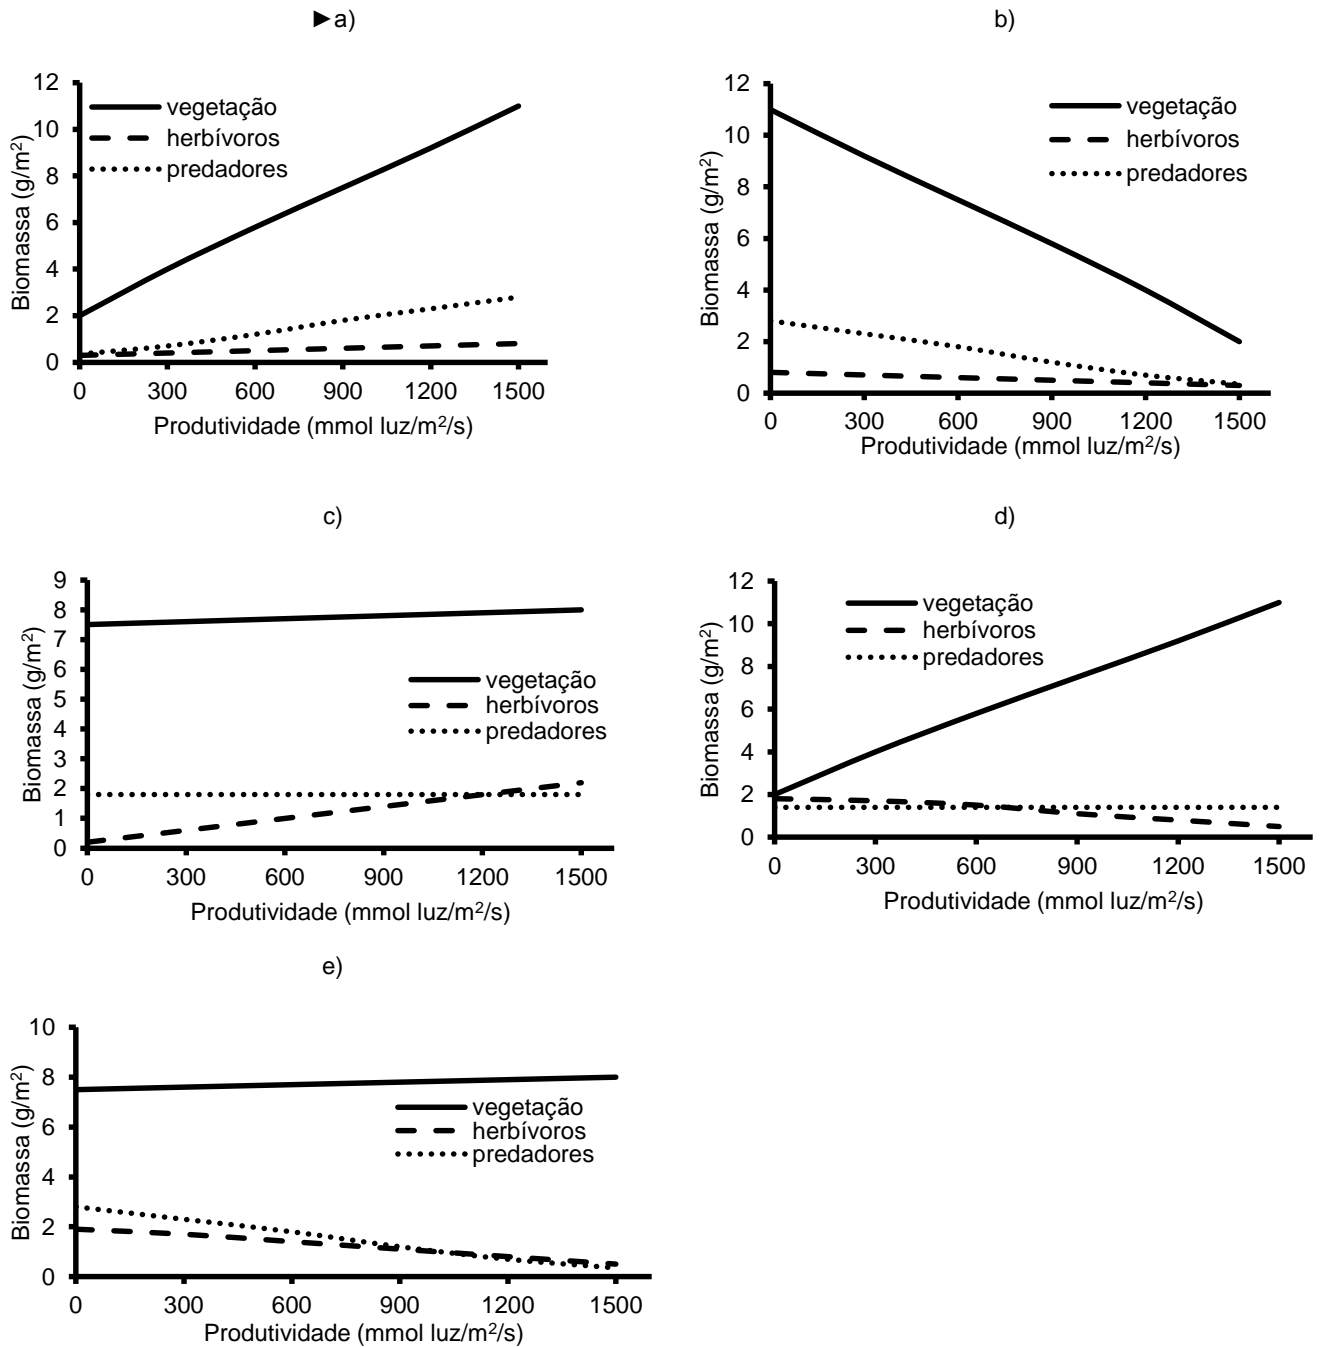 ►a)
12
10
8
6
4
2
0
vegetação
herbívoros
predadores
Biomassa (g/m²)
0 300 600 900 1200 1500
Produtividade (mmol luz/m²/s)
b)
12
10
8
6
4
2
0
vegetação
herbívoros
predadores
Biomassa (g/m²)
0 300 600 900 1200 1500
Produtividade (mmol luz/m²/s)
c)
9
8
7
6
5
4
3
2
1
0
vegetação
herbívoros
predadores
Biomassa (g/m²)
0 300 600 900 1200 1500
Produtividade (mmol luz/m²/s)
d)
12
10
8
6
4
2
0
vegetação
herbívoros
predadores
Biomassa (g/m²)
0 300 600 900 1200 1500
Produtividade (mmol luz/m²/s)
e)
10
8
6
4
2
0
vegetação
herbívoros
predadores
Biomassa (g/m²)
0 300 600 900 1200 1500
Produtividade (mmol luz/m²/s)